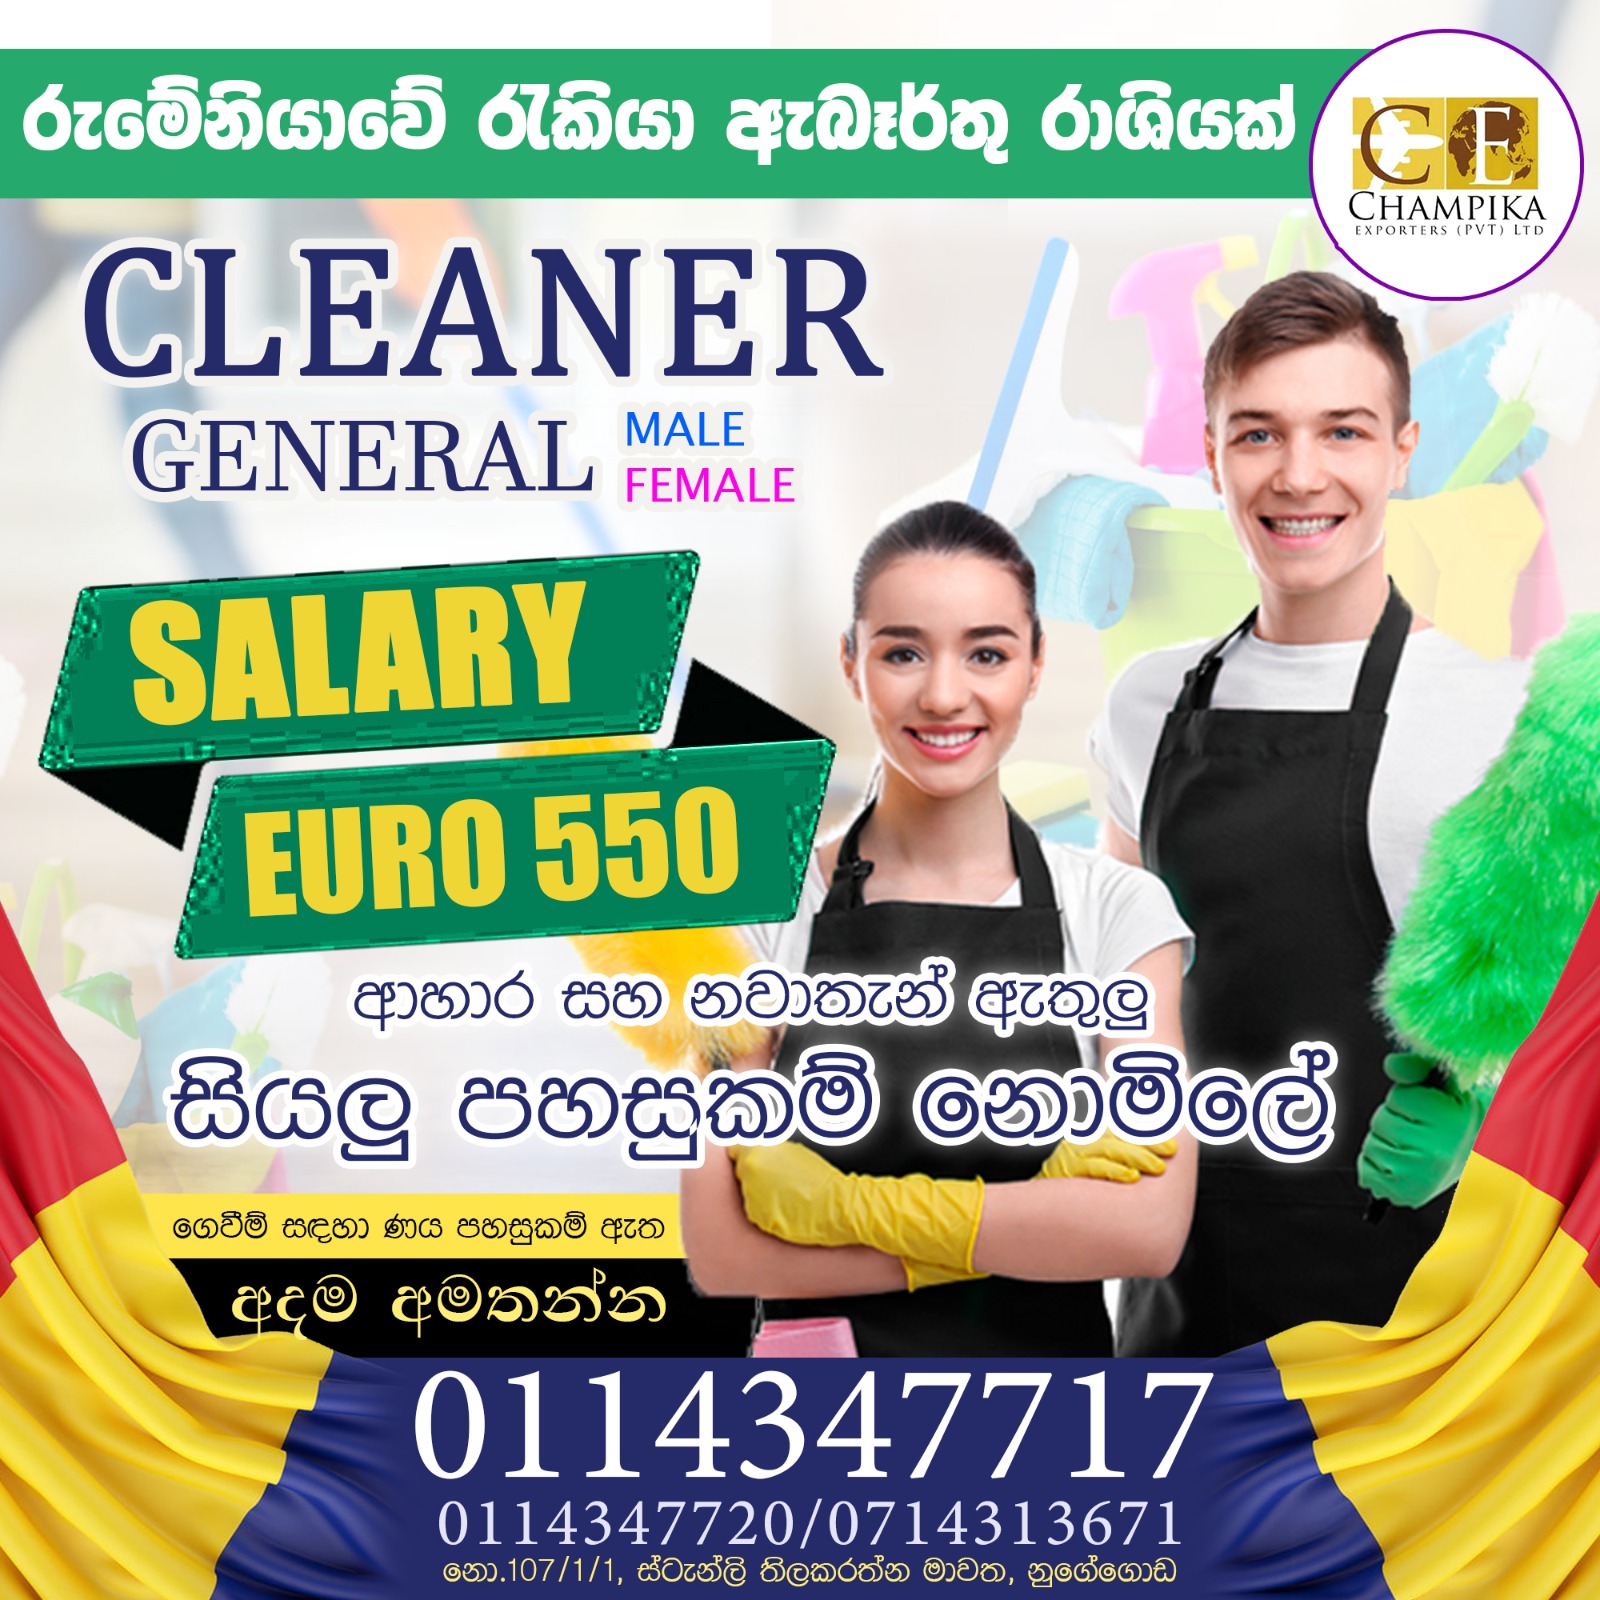 රුමේනියාවේ රැකියා ඇබෑර්තු රාශියක්
CE
CHAMPIKA
EXPORTERS (PVT) LTD
CLEANER
GENERAL
MALE
FEMALE
SALARY
EURO 550
ආහාර සහ නවාතැන් ඇතුලු
සියලු පහසුකම් නොමිලේ
ගෙවීම් සඳහා ණය පහසුකම් ඇත
අදම අමතන්න
0114347717
0114347720/0714313671
නො.107/1/1, ස්ටැන්ලි තිලකරත්න මාවත, නුගේගොඩ